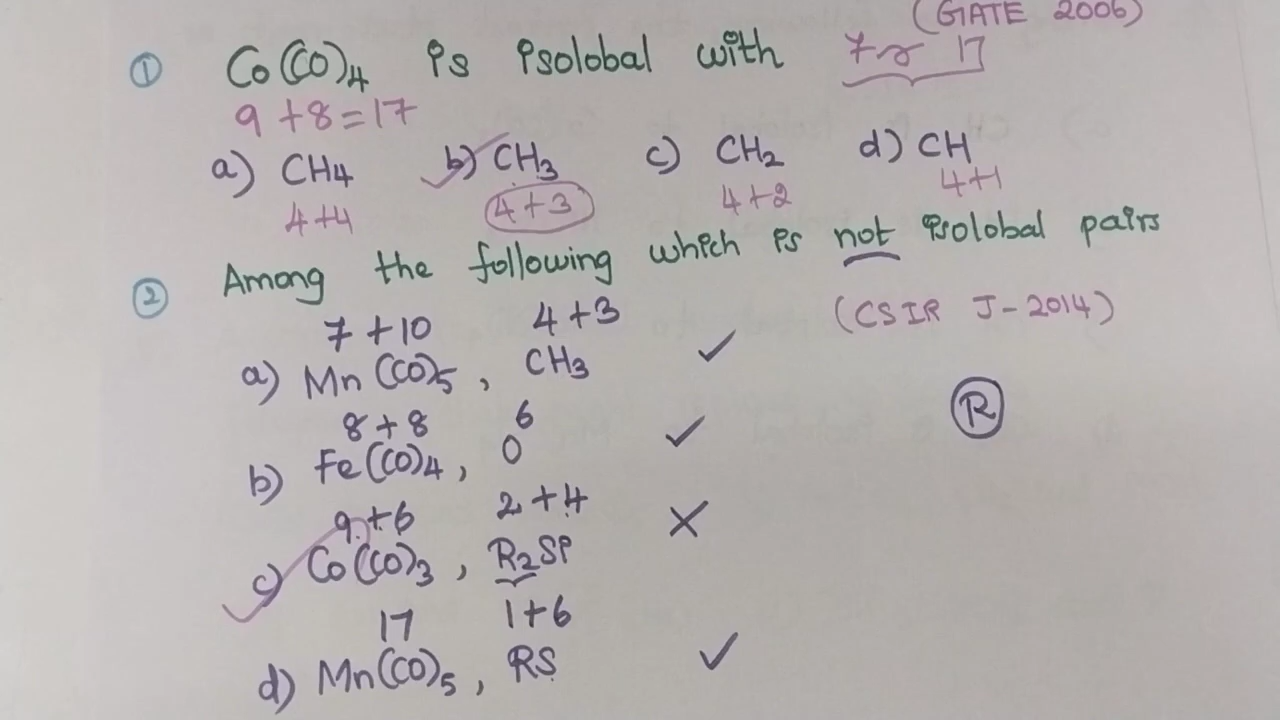 (GATE 2006)
① Co(CO)4 is isolobal with 7 or 17
9 + 8 = 17
a) CH4 b) CH3 c) CH2 d) CH
4+4 4+3 4+2 4+1
② Among the following which is not isolobal pairs
(CSIR J-2014)
7 + 10 4 + 3
a) Mn(CO)5 , CH3 ✓
8 + 8 6
b) Fe(CO)4 , O ✓
R
9 + 6 2 + 4
c) Co(CO)3 , R2Si ✗
17 1+6
d) Mn(CO)5 , RS ✓